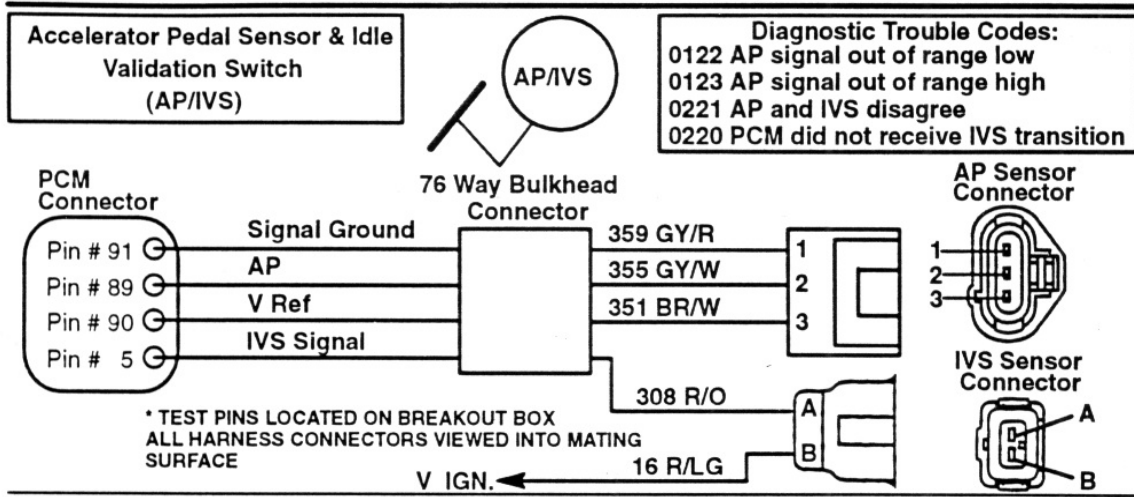 Accelerator Pedal Sensor & Idle
Validation Switch
(AP/IVS)
AP/IVS
Diagnostic Trouble Codes:
0122 AP signal out of range low
0123 AP signal out of range high
0221 AP and IVS disagree
0220 PCM did not receive IVS transition
PCM
Connector
76 Way Bulkhead
Connector
AP Sensor
Connector
Pin # 91
Signal Ground
359 GY/R
1
1
Pin # 89
AP
355 GY/W
2
2
Pin # 90
V Ref
351 BR/W
3
3
Pin # 5
IVS Signal
IVS Sensor
Connector
308 R/O
A
A
* TEST PINS LOCATED ON BREAKOUT BOX
ALL HARNESS CONNECTORS VIEWED INTO MATING
SURFACE
B
V IGN.
16 R/LG
B